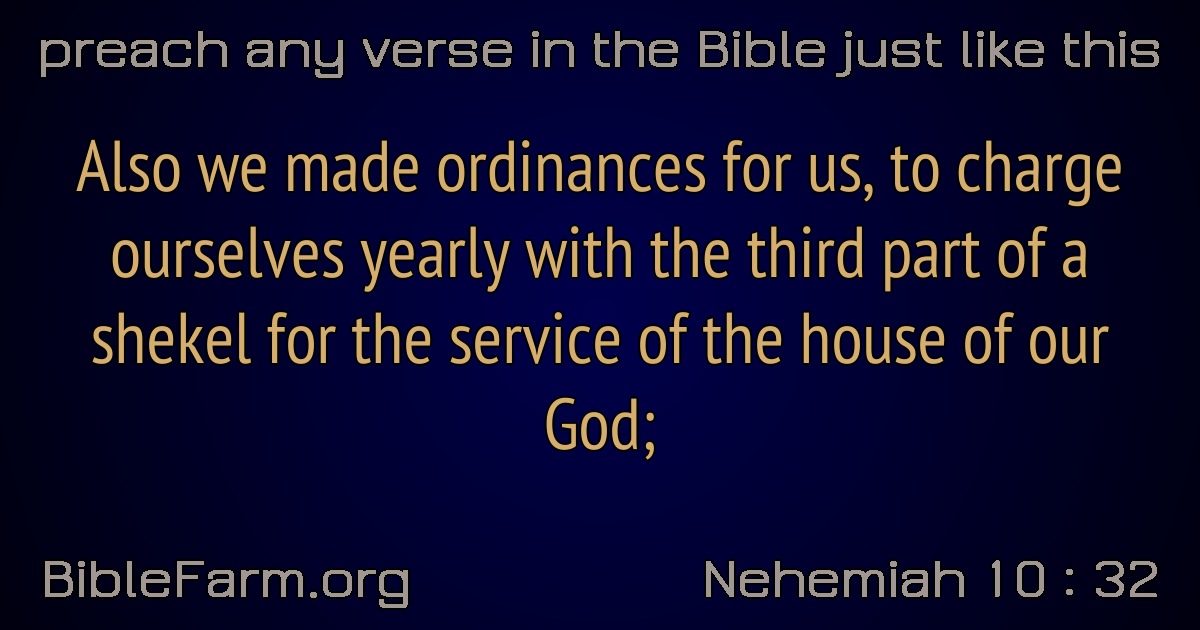 preach any verse in the Bible just like this
Also we made ordinances for us, to charge
ourselves yearly with the third part of a
shekel for the service of the house of our
God;
BibleFarm.org
Nehemiah 10 : 32